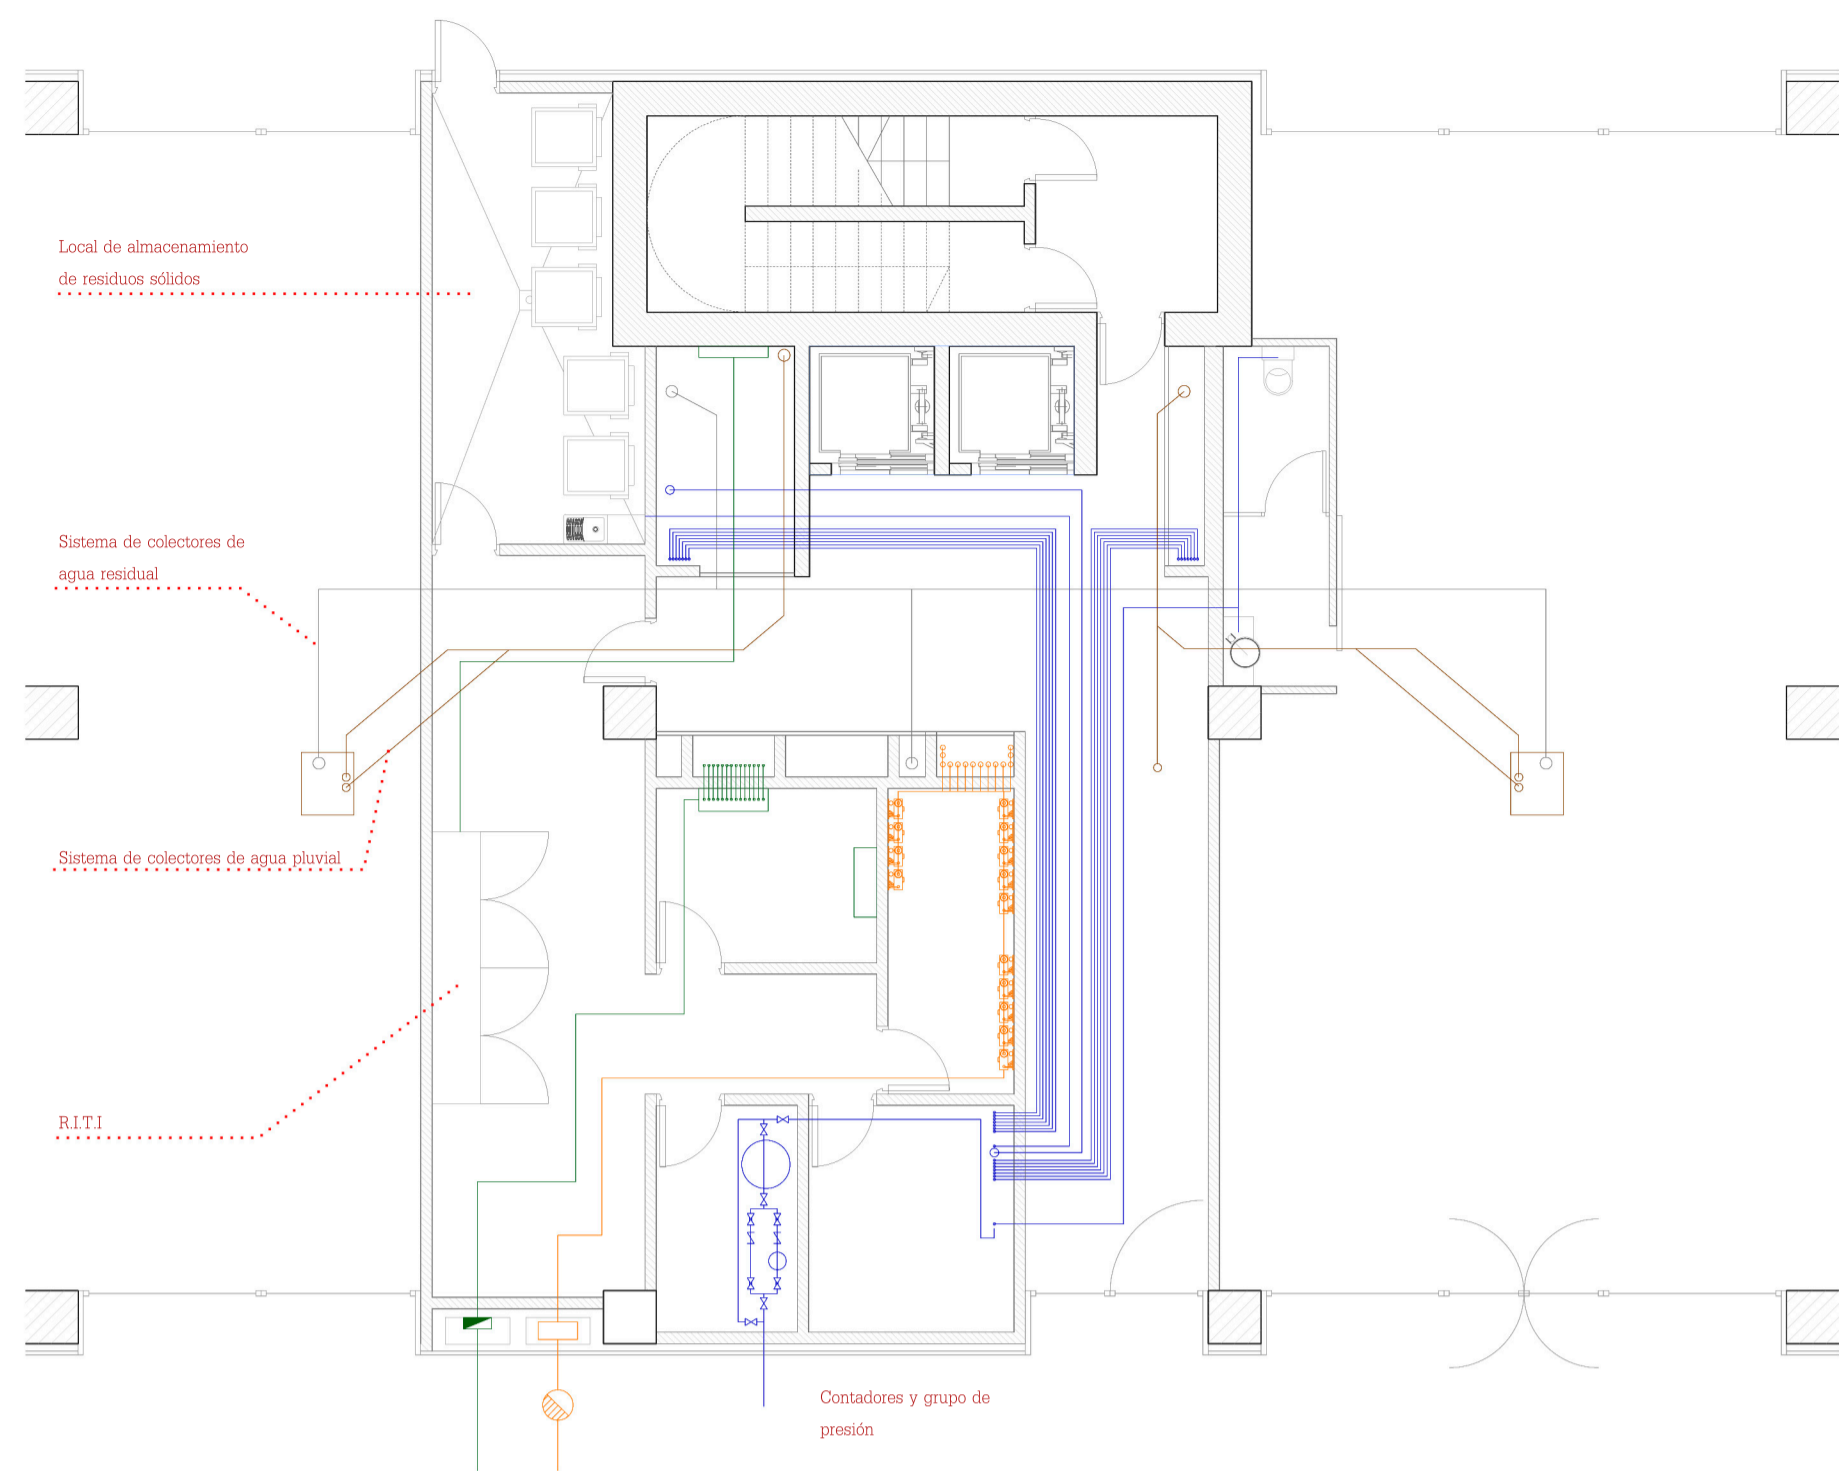 Local de almacenamiento
de residuos sólidos
Sistema de colectores de
agua residual
Sistema de colectores de agua pluvial
R.I.T.I
Contadores y grupo de
presión